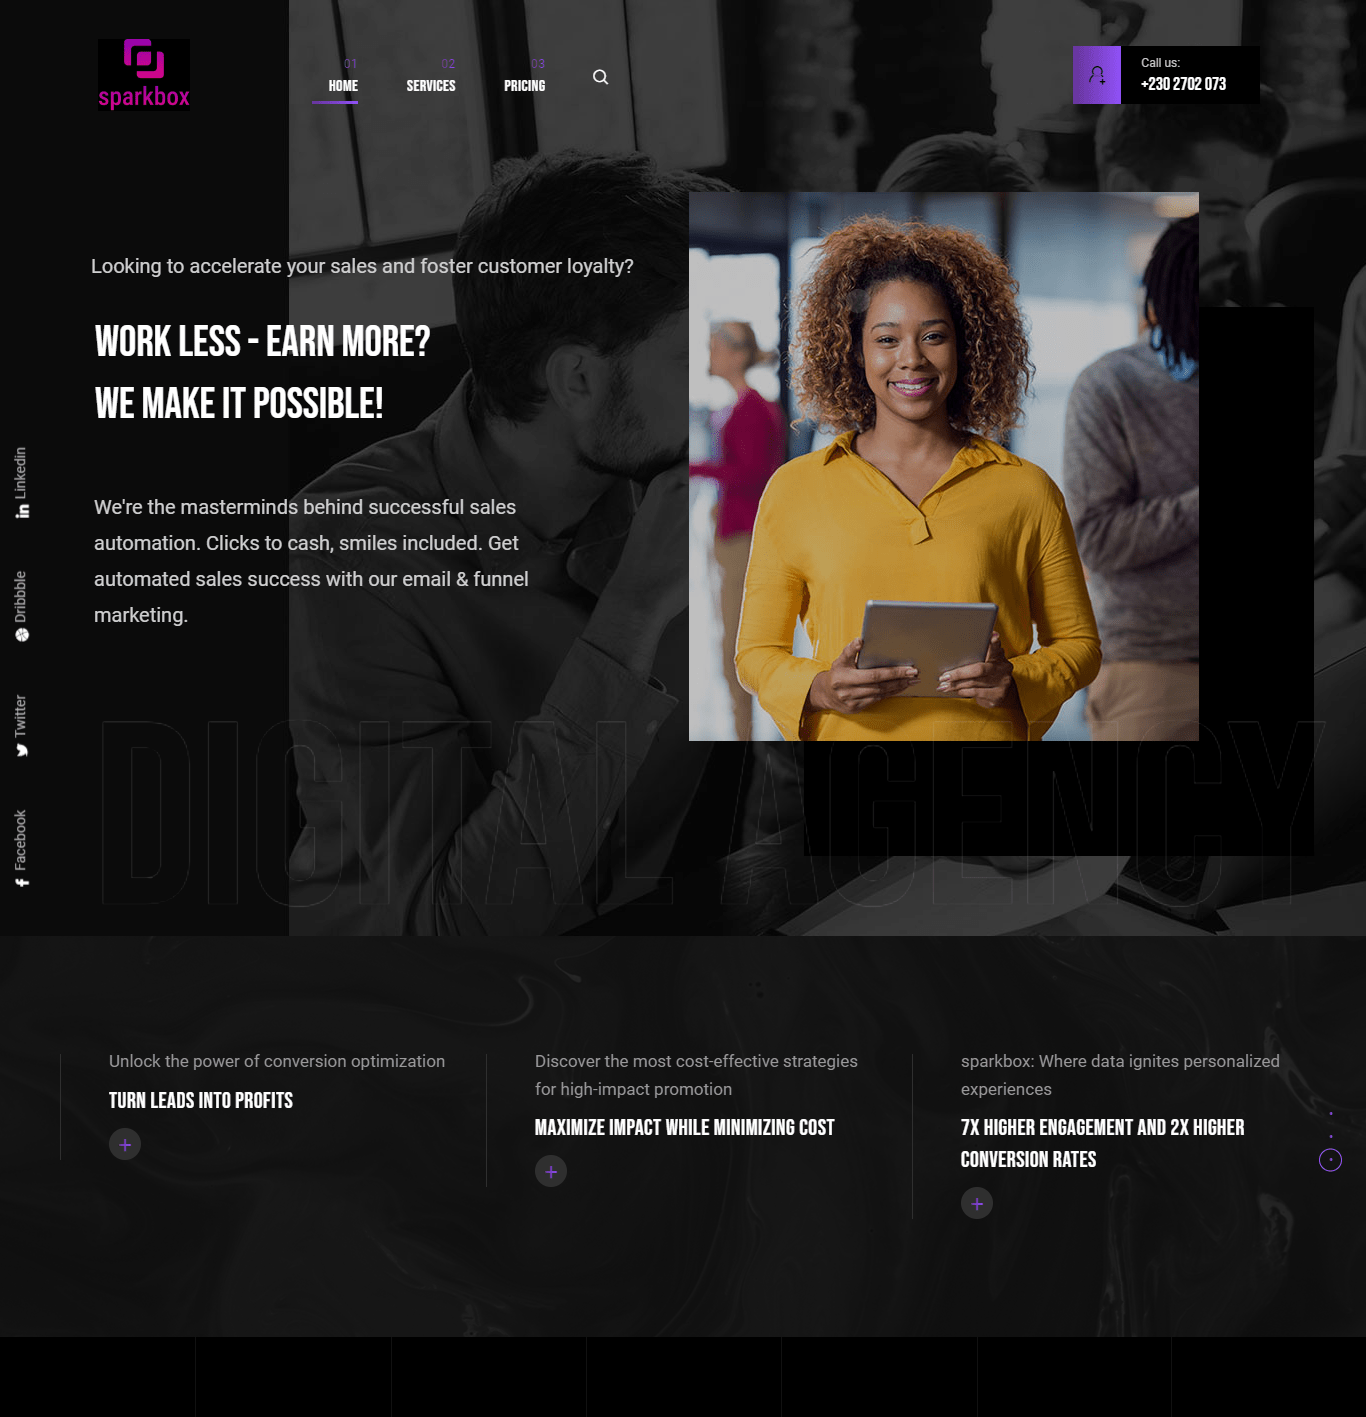 sparkbox
01
HOME
02
SERVICES
03
PRICING
Call us:
+230 2702 073
Looking to accelerate your sales and foster customer loyalty?
WORK LESS - EARN MORE?
WE MAKE IT POSSIBLE!
We're the masterminds behind successful sales
automation. Clicks to cash, smiles included. Get
automated sales success with our email & funnel
marketing.
Linkedin
Dribbble
Twitter
Facebook
DIGITAL AGENCY
Unlock the power of conversion optimization
TURN LEADS INTO PROFITS
Discover the most cost-effective strategies
for high-impact promotion
MAXIMIZE IMPACT WHILE MINIMIZING COST
sparkbox: Where data ignites personalized
experiences
7X HIGHER ENGAGEMENT AND 2X HIGHER
CONVERSION RATES